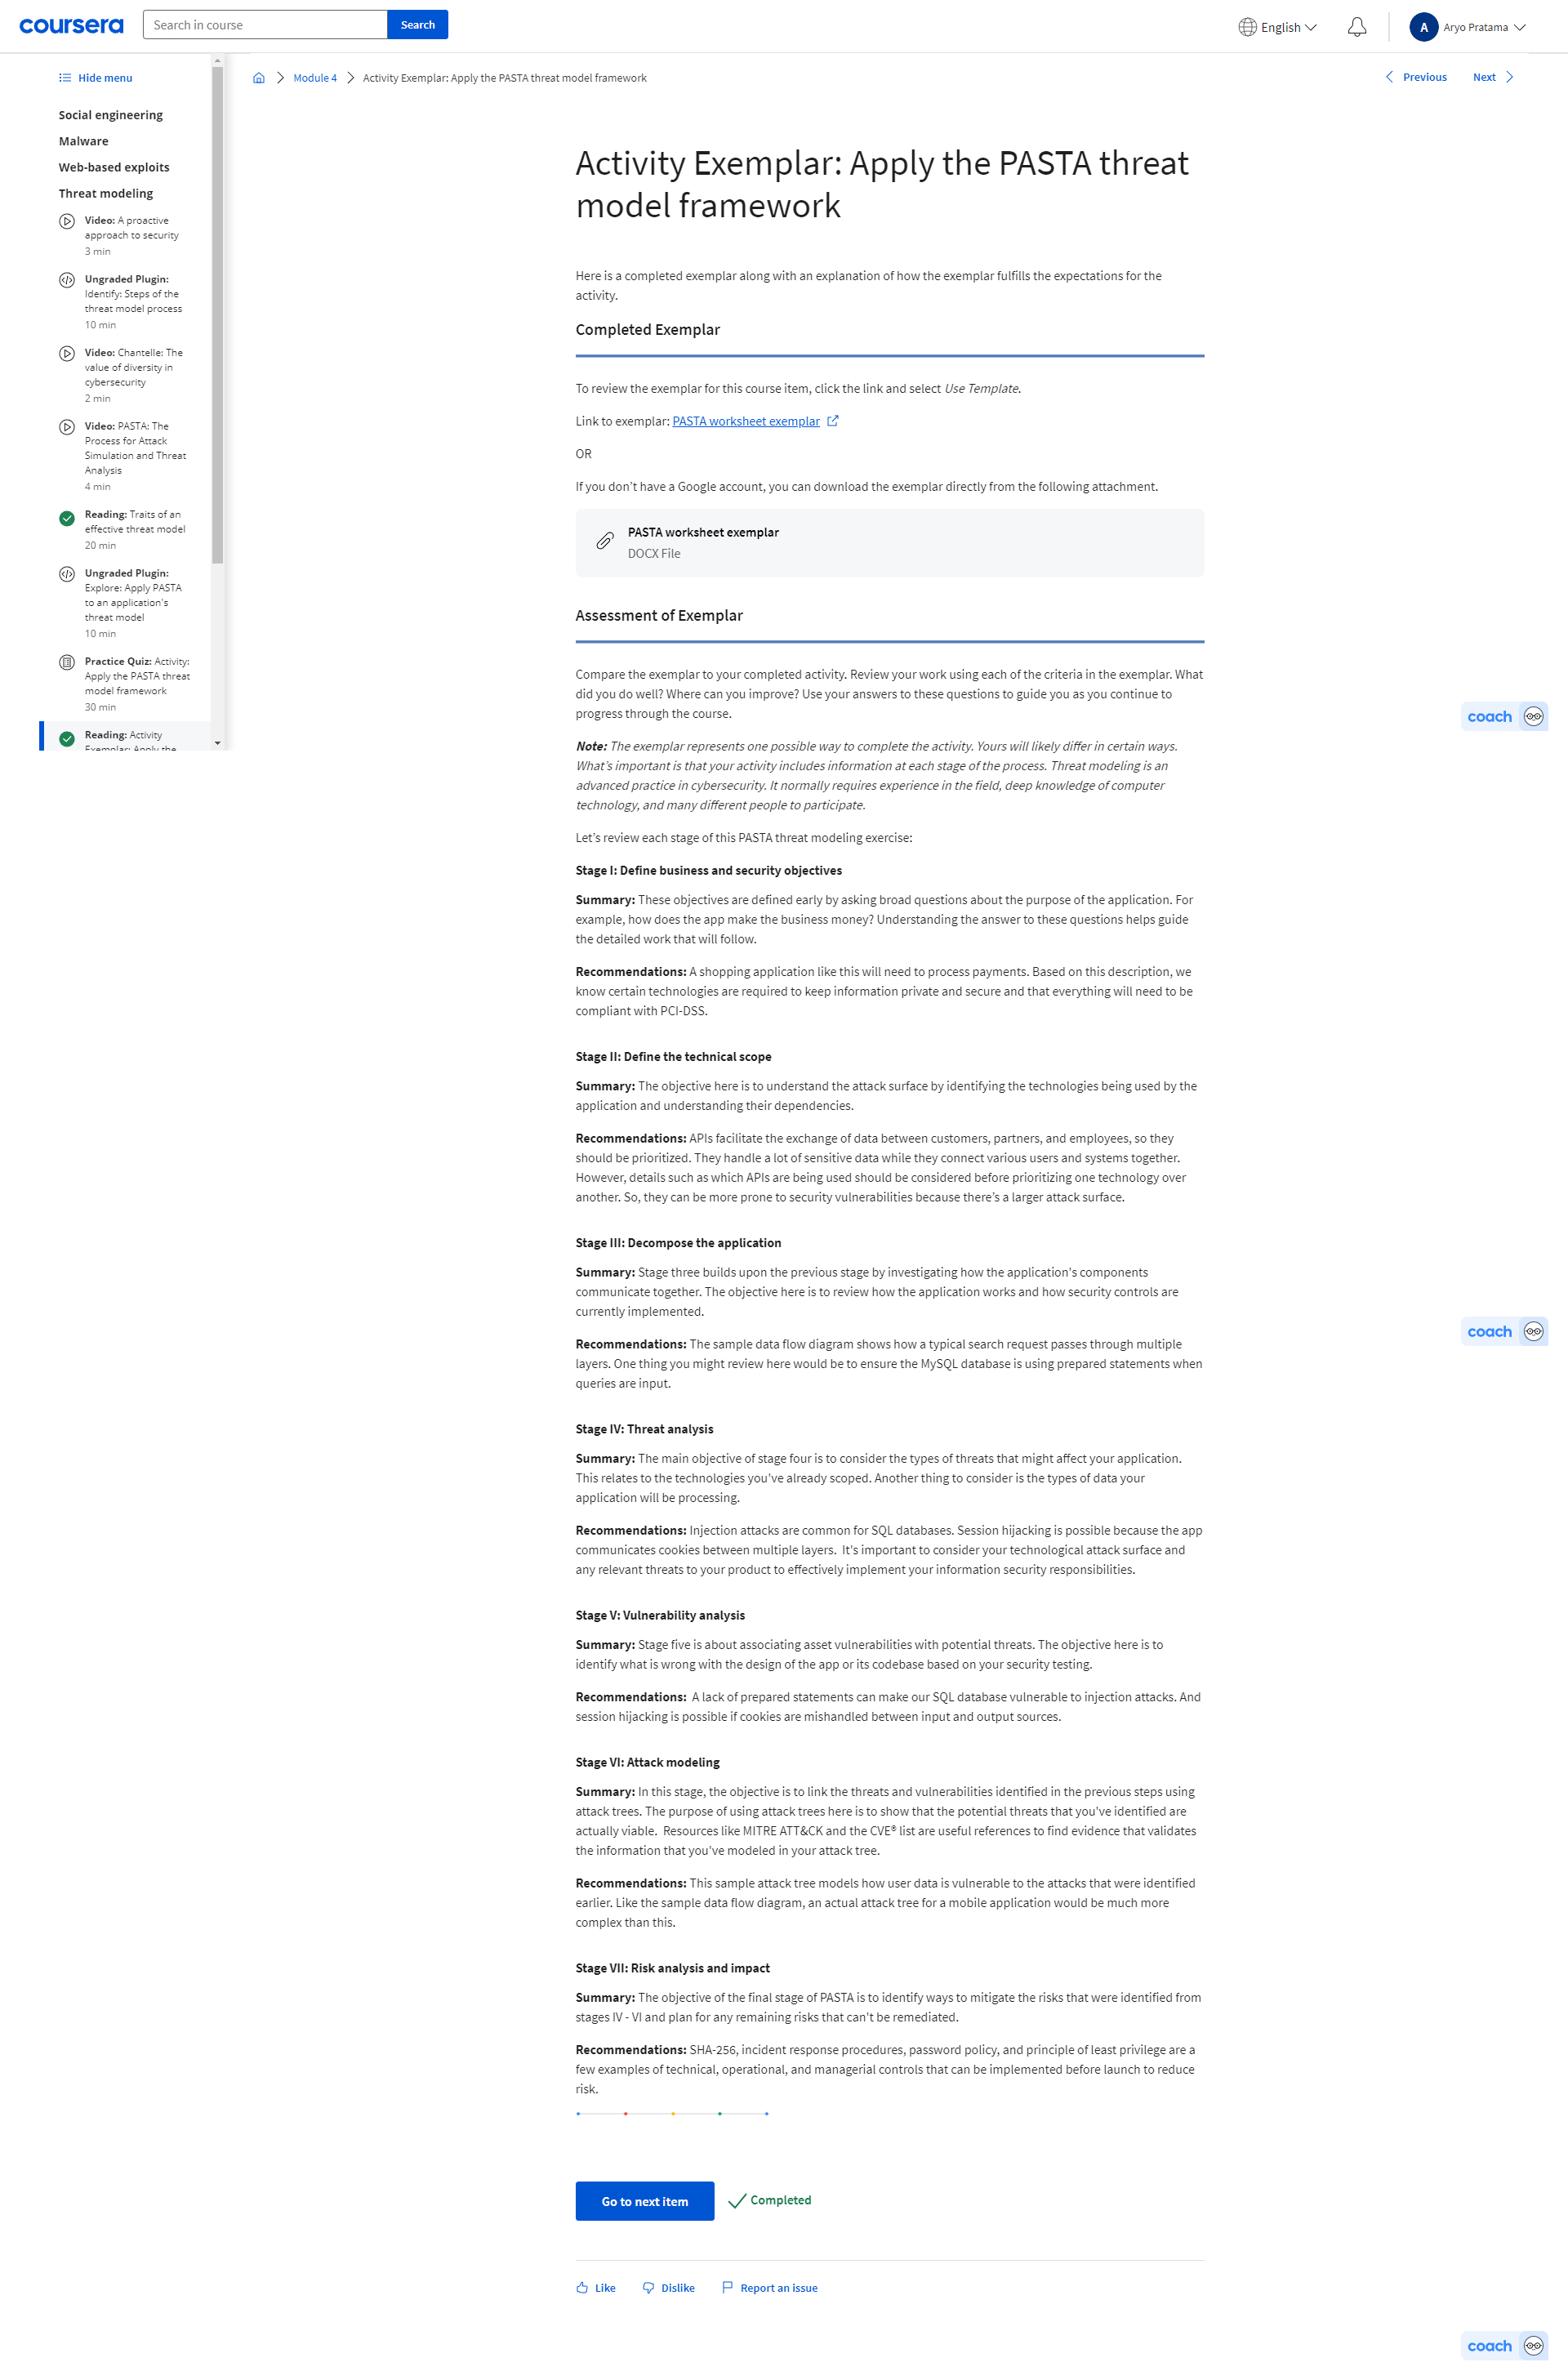 coursera
Search in course
Search
English
A
Aryo Pratama
Hide menu
Social engineering
Malware
Web-based exploits
Threat modeling
Video: A proactive
approach to security
3 min
Ungraded Plugin:
Identify: Steps of the
threat model process
10 min
Video: Chantelle: The
value of diversity in
cybersecurity
2 min
Video: PASTA: The
Process for Attack
Simulation and Threat
Analysis
4 min
Reading: Traits of an
effective threat model
20 min
Ungraded Plugin:
Explore: Apply PASTA
to an application's
threat model
10 min
Practice Quiz: Activity:
Apply the PASTA threat
model framework
30 min
Reading: Activity
Exemplar: Apply the
Module 4
Activity Exemplar: Apply the PASTA threat model framework
Previous
Next
Activity Exemplar: Apply the PASTA threat
model framework
Here is a completed exemplar along with an explanation of how the exemplar fulfills the expectations for the
activity.
Completed Exemplar
To review the exemplar for this course item, click the link and select Use Template.
Link to exemplar: PASTA worksheet exemplar
OR
If you don’t have a Google account, you can download the exemplar directly from the following attachment.
PASTA worksheet exemplar
DOCX File
Assessment of Exemplar
Compare the exemplar to your completed activity. Review your work using each of the criteria in the exemplar. What
did you do well? Where can you improve? Use your answers to these questions to guide you as you continue to
progress through the course.
coach
Note: The exemplar represents one possible way to complete the activity. Yours will likely differ in certain ways.
What’s important is that your activity includes information at each stage of the process. Threat modeling is an
advanced practice in cybersecurity. It normally requires experience in the field, deep knowledge of computer
technology, and many different people to participate.
Let’s review each stage of this PASTA threat modeling exercise:
Stage I: Define business and security objectives
Summary: These objectives are defined early by asking broad questions about the purpose of the application. For
example, how does the app make the business money? Understanding the answer to these questions helps guide
the detailed work that will follow.
Recommendations: A shopping application like this will need to process payments. Based on this description, we
know certain technologies are required to keep information private and secure and that everything will need to be
compliant with PCI-DSS.
Stage II: Define the technical scope
Summary: The objective here is to understand the attack surface by identifying the technologies being used by the
application and understanding their dependencies.
Recommendations: APIs facilitate the exchange of data between customers, partners, and employees, so they
should be prioritized. They handle a lot of sensitive data while they connect various users and systems together.
However, details such as which APIs are being used should be considered before prioritizing one technology over
another. So, they can be more prone to security vulnerabilities because there’s a larger attack surface.
Stage III: Decompose the application
Summary: Stage three builds upon the previous stage by investigating how the application's components
communicate together. The objective here is to review how the application works and how security controls are
currently implemented.
coach
Recommendations: The sample data flow diagram shows how a typical search request passes through multiple
layers. One thing you might review here would be to ensure the MySQL database is using prepared statements when
queries are input.
Stage IV: Threat analysis
Summary: The main objective of stage four is to consider the types of threats that might affect your application.
This relates to the technologies you've already scoped. Another thing to consider is the types of data your
application will be processing.
Recommendations: Injection attacks are common for SQL databases. Session hijacking is possible because the app
communicates cookies between multiple layers.  It's important to consider your technological attack surface and
any relevant threats to your product to effectively implement your information security responsibilities.
Stage V: Vulnerability analysis
Summary: Stage five is about associating asset vulnerabilities with potential threats. The objective here is to
identify what is wrong with the design of the app or its codebase based on your security testing.
Recommendations:  A lack of prepared statements can make our SQL database vulnerable to injection attacks. And
session hijacking is possible if cookies are mishandled between input and output sources.
Stage VI: Attack modeling
Summary: In this stage, the objective is to link the threats and vulnerabilities identified in the previous steps using
attack trees. The purpose of using attack trees here is to show that the potential threats that you've identified are
actually viable.  Resources like MITRE ATT&CK and the CVE® list are useful references to find evidence that validates
the information that you've modeled in your attack tree.
Recommendations: This sample attack tree models how user data is vulnerable to the attacks that were identified
earlier. Like the sample data flow diagram, an actual attack tree for a mobile application would be much more
complex than this.
Stage VII: Risk analysis and impact
Summary: The objective of the final stage of PASTA is to identify ways to mitigate the risks that were identified from
stages IV - VI and plan for any remaining risks that can't be remediated.
Recommendations: SHA-256, incident response procedures, password policy, and principle of least privilege are a
few examples of technical, operational, and managerial controls that can be implemented before launch to reduce
risk.
Go to next item
Completed
Like
Dislike
Report an issue
coach